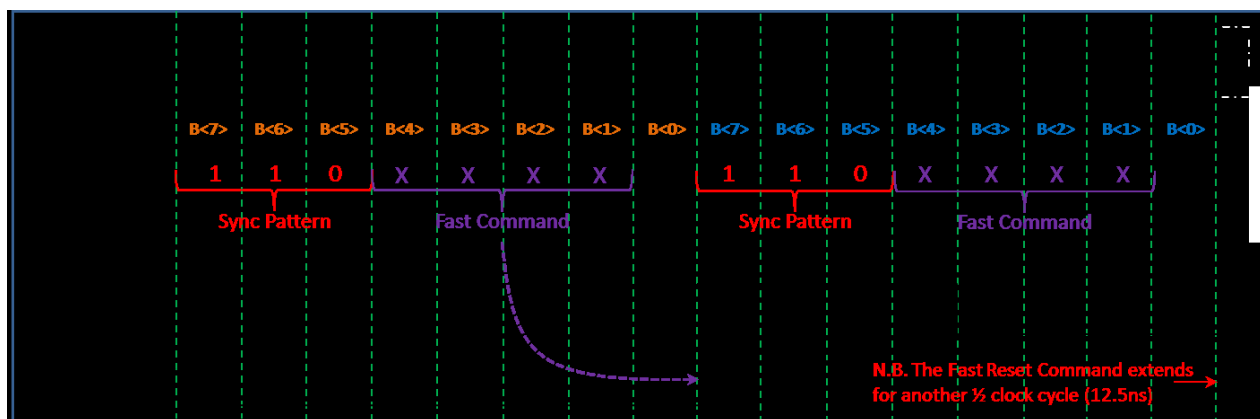 B<7> B<6> B<5> B<4> B<3> B<2> B<1> B<0> B<7> B<6> B<5> B<4> B<3> B<2> B<1> B<0>
1 1 0 X X X X 1 1 0 X X X X
Sync Pattern Fast Command Sync Pattern Fast Command
N.B. The Fast Reset Command extends
for another ½ clock cycle (12.5ns)